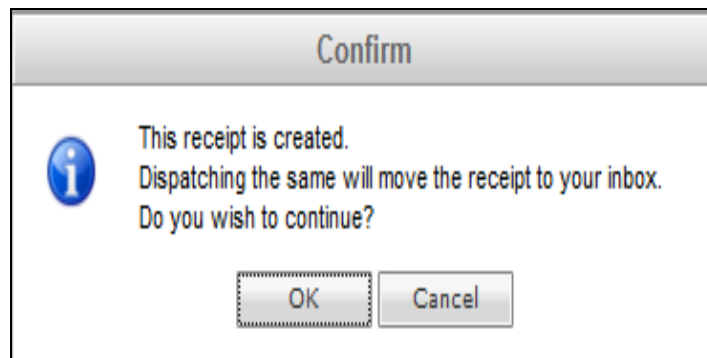 Confirm
This receipt is created.
Dispatching the same will move the receipt to your inbox.
Do you wish to continue?
OK Cancel